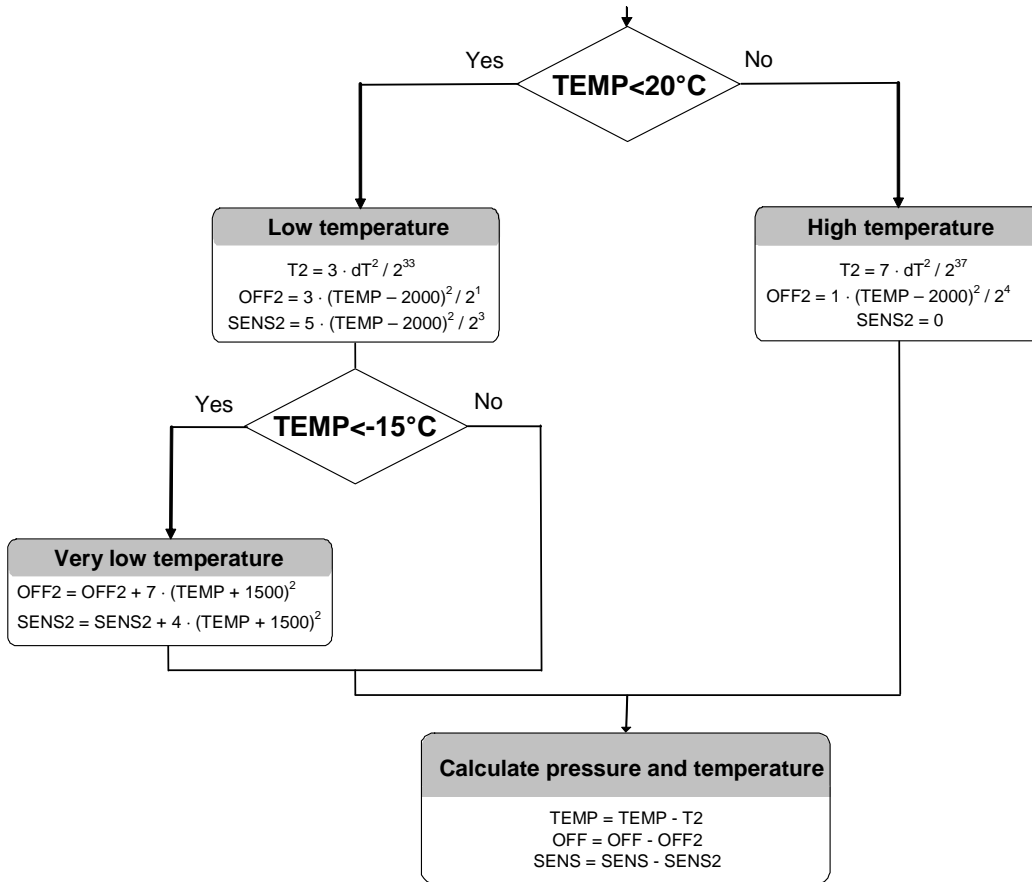 TEMP<20°C
Yes
No
Low temperature
T2 = 3 · dT² / 2³³
OFF2 = 3 · (TEMP – 2000)² / 2¹
SENS2 = 5 · (TEMP – 2000)² / 2³
High temperature
T2 = 7 · dT² / 2³⁷
OFF2 = 1 · (TEMP – 2000)² / 2⁴
SENS2 = 0
TEMP<-15°C
Yes
No
Very low temperature
OFF2 = OFF2 + 7 · (TEMP + 1500)²
SENS2 = SENS2 + 4 · (TEMP + 1500)²
Calculate pressure and temperature
TEMP = TEMP - T2
OFF = OFF - OFF2
SENS = SENS - SENS2